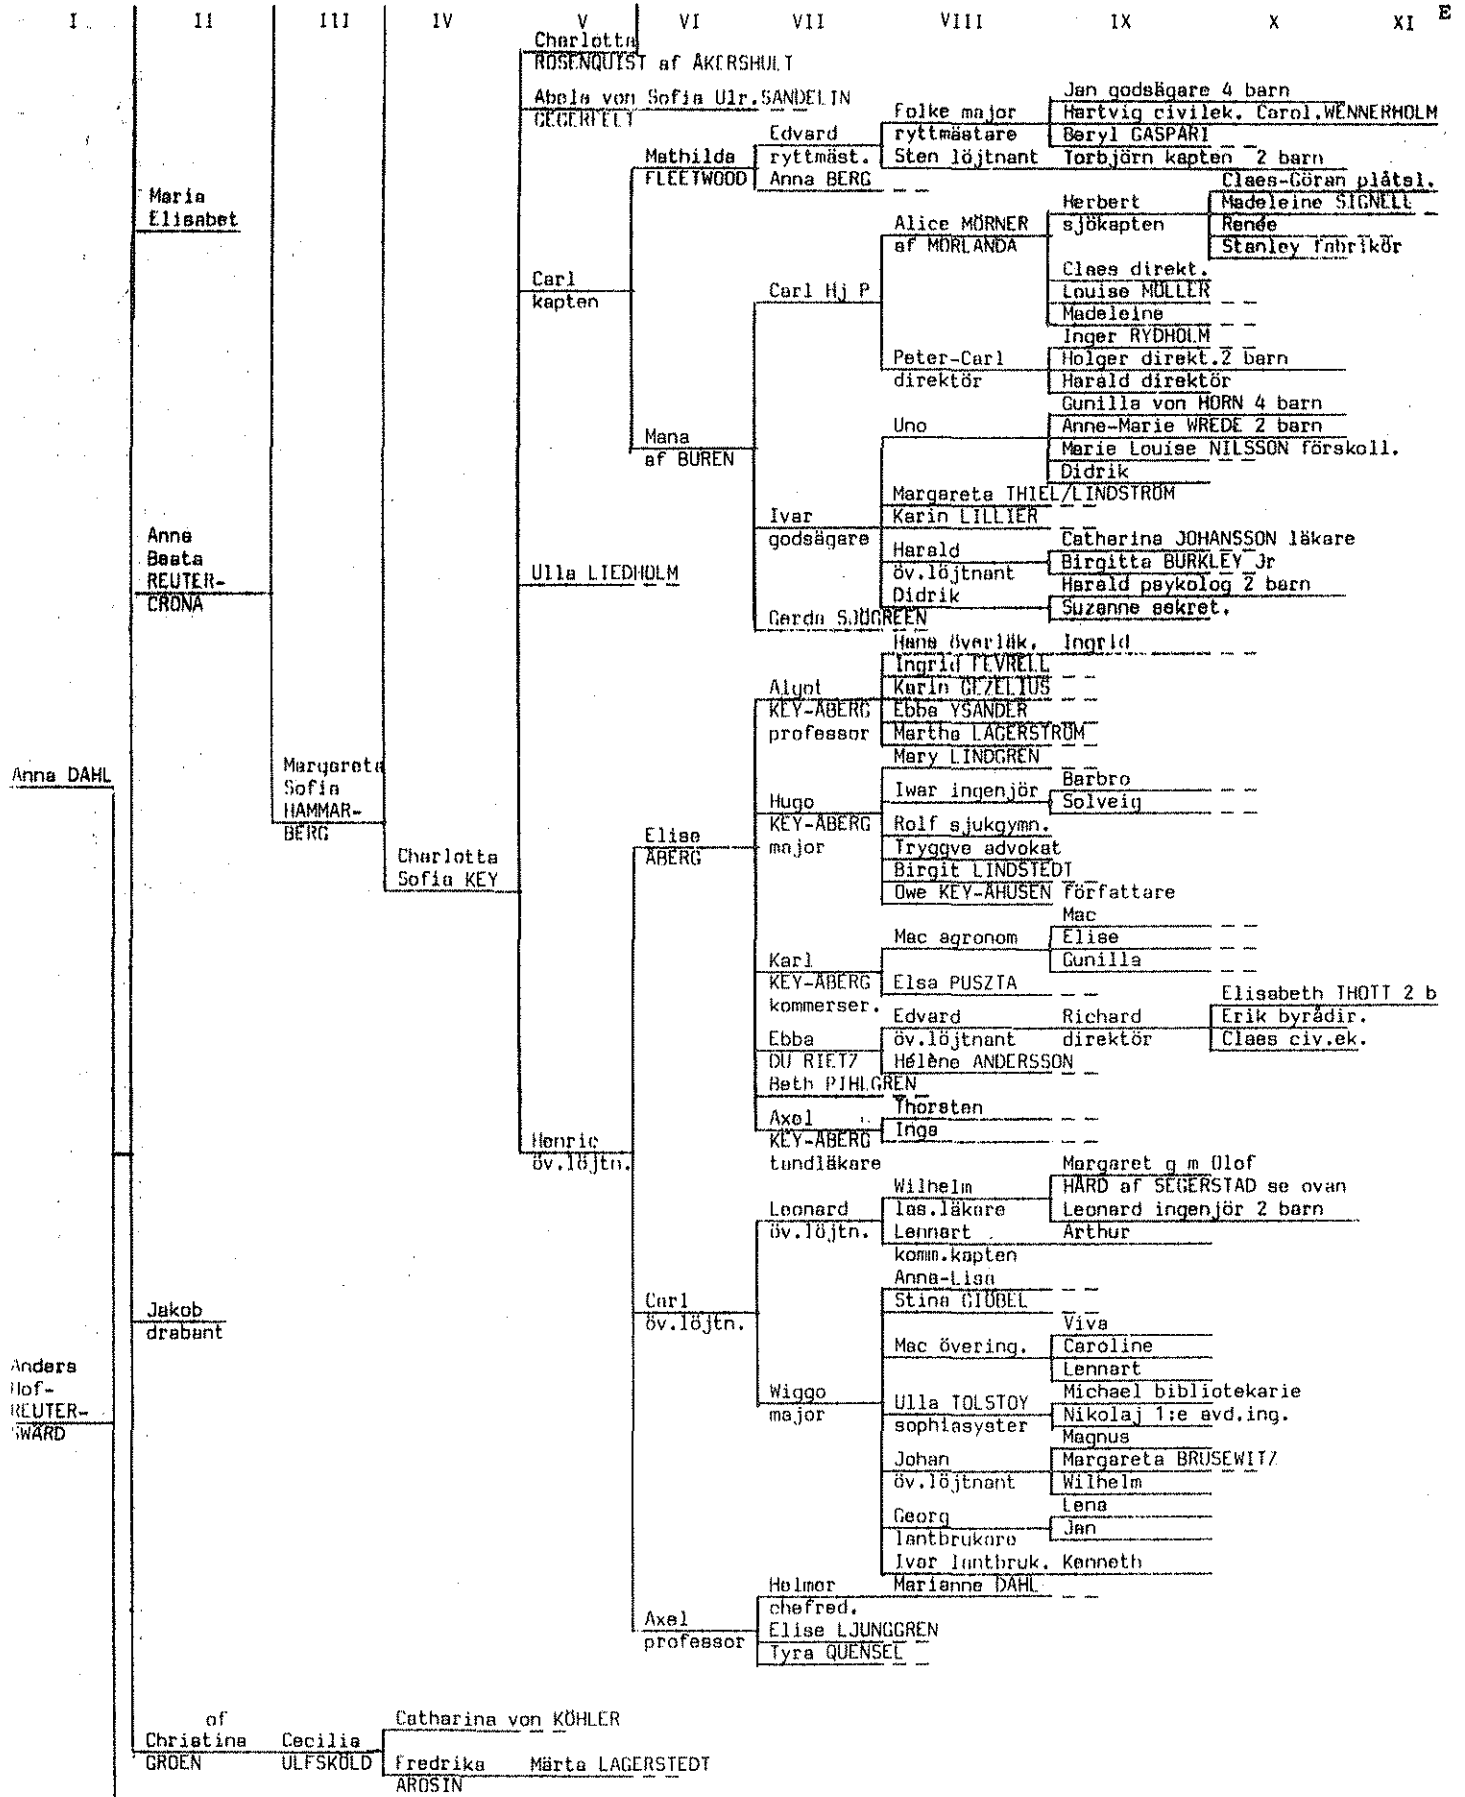 I II III IV V VI VII VIII IX X XI E
Charlotta
ROSENQUIST af ÅKERSHULT
Abela von Sofia Ulr.SANDELIN
GEGERFELT
Jan godsägare 4 barn
Folke major Hartvig civilek. Carol.WENNERHOLM
Edvard ryttmästare Beryl GASPARI
Mathilda ryttmäst. Sten löjtnant Torbjörn kapten 2 barn
FLEETWOOD Anna BERG
Claes-Göran plåtsl.
Maria
Elisabet
Herbert Madeleine SIGNELL
Alice MÖRNER sjökapten Renée
af MORLANDA Stanley fabrikör
Claes direkt.
Carl Carl Hj P Louise MÖLLER
kapten
Madeleine
Inger RYDHOLM
Peter-Carl Holger direkt.2 barn
direktör Harald direktör
Gunilla von HORN 4 barn
Uno Anne-Marie WREDE 2 barn
Mana
af BUREN Marie Louise NILSSON förskoll.
Didrik
Margareta THIEL/LINDSTRÖM
Ivar Karin LILLIER
godsägare
Anna
Beata
REUTER-
CRONA
Catharina JOHANSSON läkare
Harald Birgitta BURKLEY Jr
öv.löjtnant
Ulla LIEDHOLM
Harald psykolog 2 barn
Didrik Suzanne sekret.
Gerda SJÖGREEN
Hans överläk. Ingrid
Ingrid TEVRELL
Algot Karin GEZELIUS
KEY-ÅBERG Ebba YSANDER
professor Martha LAGERSTRÖM
Mary LINDGREN
Anna DAHL
Margareta
Sofia
HAMMAR-
BERG
Barbro
Iwar ingenjör Solveig
Hugo
KEY-ÅBERG Rolf sjukgymn.
major Tryggve advokat
Elise
ÅBERG
Charlotta
Sofia KEY
Birgit LINDSTEDT
Owe KEY-ÅHUSEN författare
Mac
Mac agronom Elise
Gunilla
Karl
KEY-ÅBERG Elsa PUSZTA
kommerser.
Elisabeth THOTT 2 b
Edvard Richard Erik byrådir.
öv.löjtnant direktör Claes civ.ek.
Ebba
DU RIETZ Hélène ANDERSSON
Beth PIHLGREN
Thorsten
Axel Inga
KEY-ÅBERG
Henric
öv.löjtn.
Margaret g m Olof
Wilhelm HÅRD af SEGERSTAD se ovan
las.läkare Leonard ingenjör 2 barn
Leonard
öv.löjtn. Lennart Arthur
komm.kapten
Anna-Lisa
Carl Stina GIÖBEL
öv.löjtn.
Jakob
drabant
Viva
Mac övering. Caroline
Lennart
Anders
REUTER-
Wiggo
major
Michael bibliotekarie
Ulla TOLSTOY Nikolaj 1:e avd.ing.
sophiasyster
Magnus
Johan Margareta BRUSEWITZ
öv.löjtnant Wilhelm
Lena
Georg Jan
lantbrukare
Ivar lantbruk. Kenneth
Helmer Marianne DAHL
chefred.
Axel Elise LJUNGGREN
professor Tyra QUENSEL
Catharina von KÖHLER
af
Christina Cecilia
GROEN ULFSKÖLD Fredrika Märta LAGERSTEDT
AROSIN